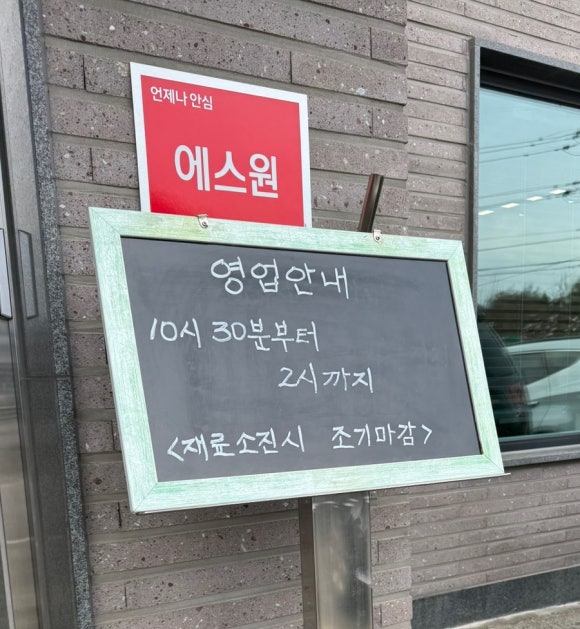 언제나 안심
에스원
영업안내
10시 30분부터
2시까지
<재료소진시 조기마감>